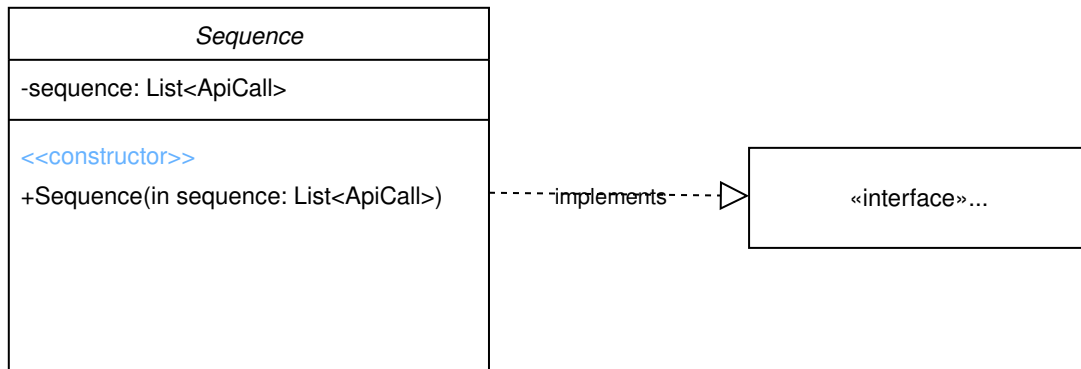 Sequence
-sequence: List<ApiCall>
<<constructor>>
+Sequence(in sequence: List<ApiCall>)
implements
«interface»...